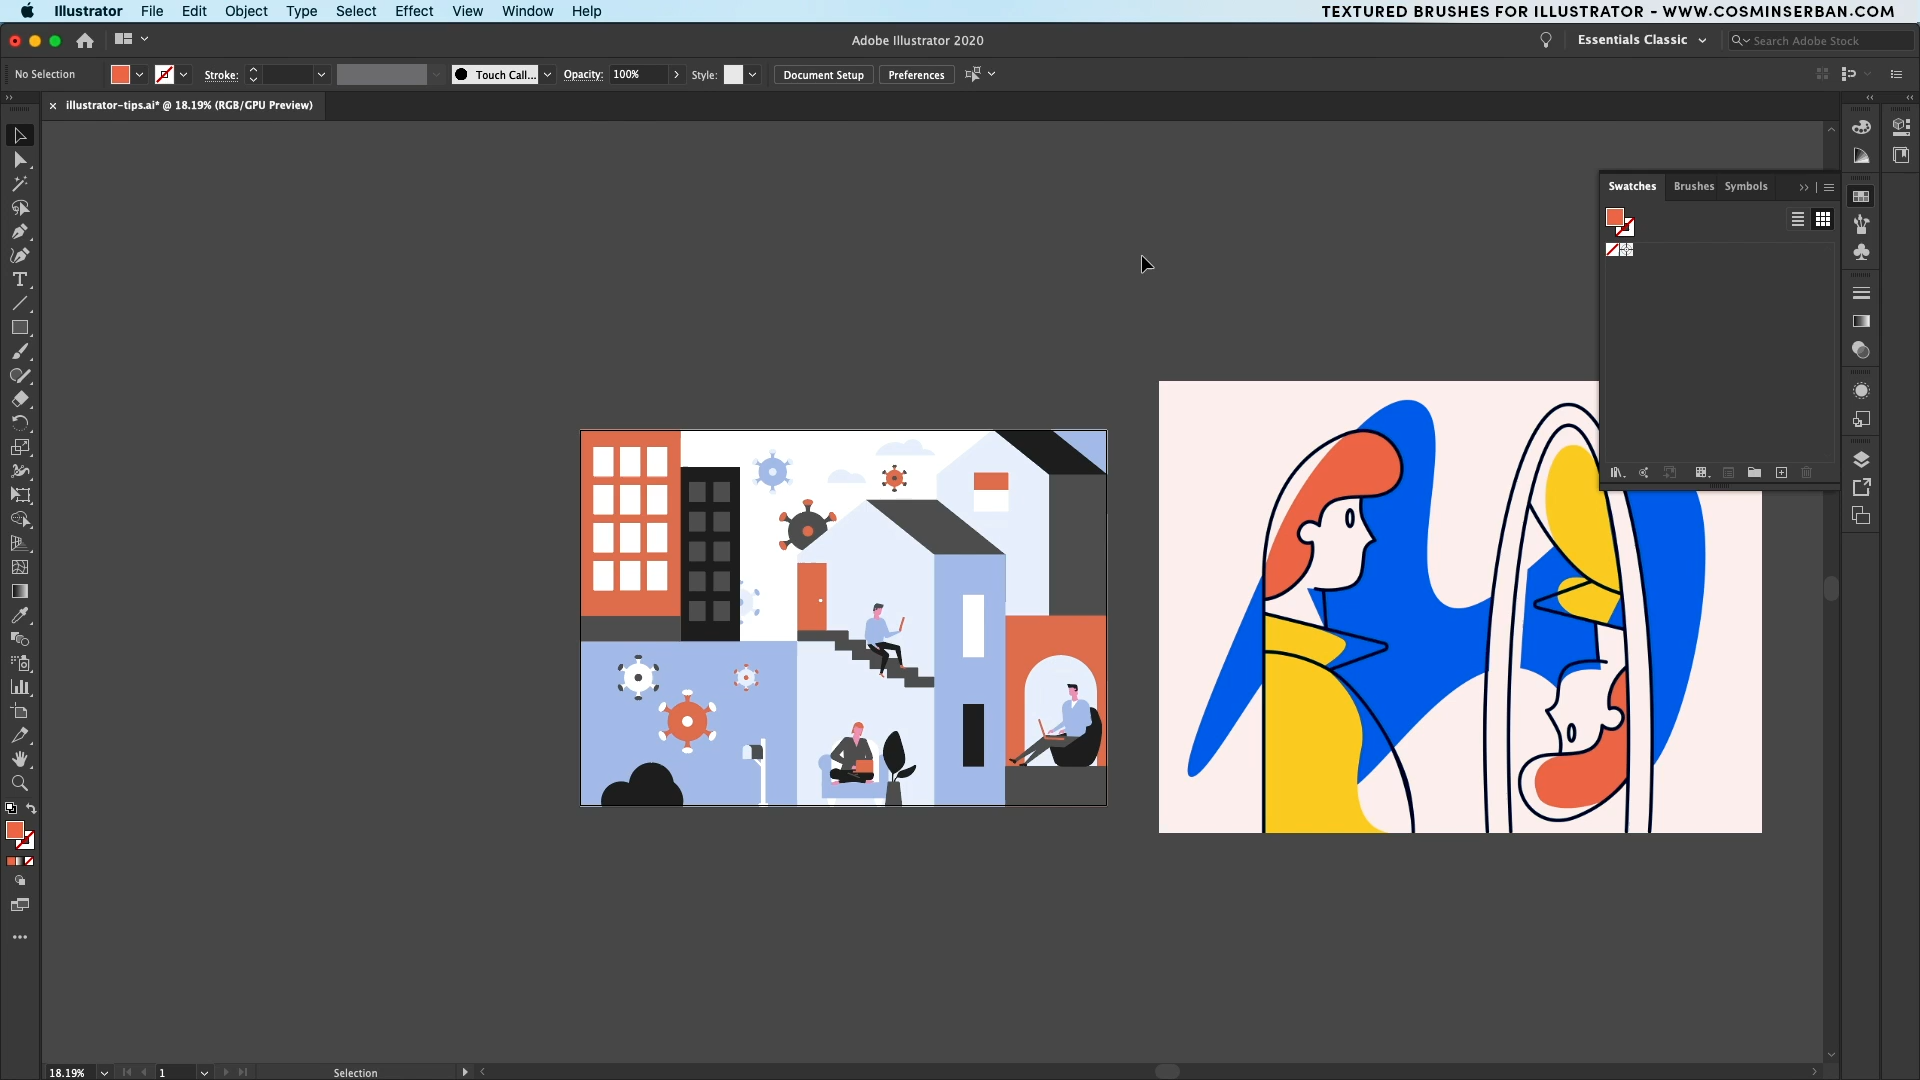 Illustrator File Edit Object Type Select Effect View Window Help
TEXTURED BRUSHES FOR ILLUSTRATOR - WWW.COSMINSERBAN.COM
Adobe Illustrator 2020
Essentials Classic
Search Adobe Stock
No Selection
Stroke:
Touch Call...
Opacity: 100%
Style:
Document Setup
Preferences
illustrator-tips.ai* @ 18.19% (RGB/GPU Preview)
Swatches Brushes Symbols
18.19%
1
Selection